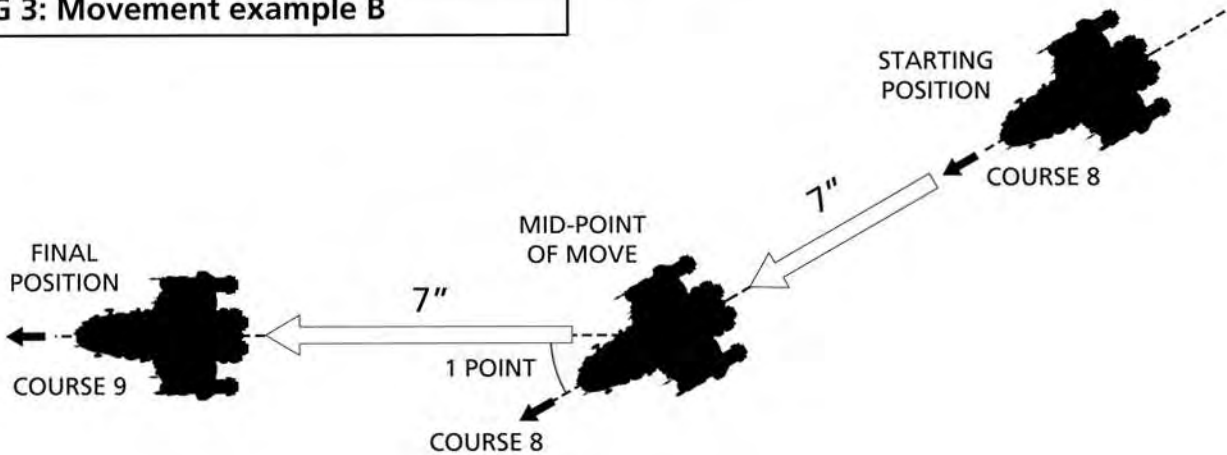 G 3: Movement example B
STARTING
POSITION
COURSE 8
7"
MID-POINT
OF MOVE
FINAL
POSITION
7"
1 POINT
COURSE 9
COURSE 8